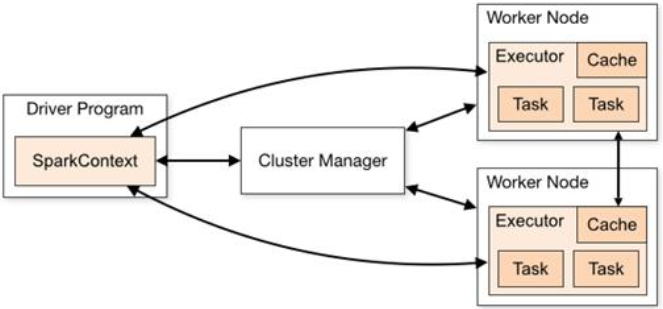 Driver Program
SparkContext
Cluster Manager
Worker Node
Executor
Cache
Task
Task
Worker Node
Executor
Cache
Task
Task